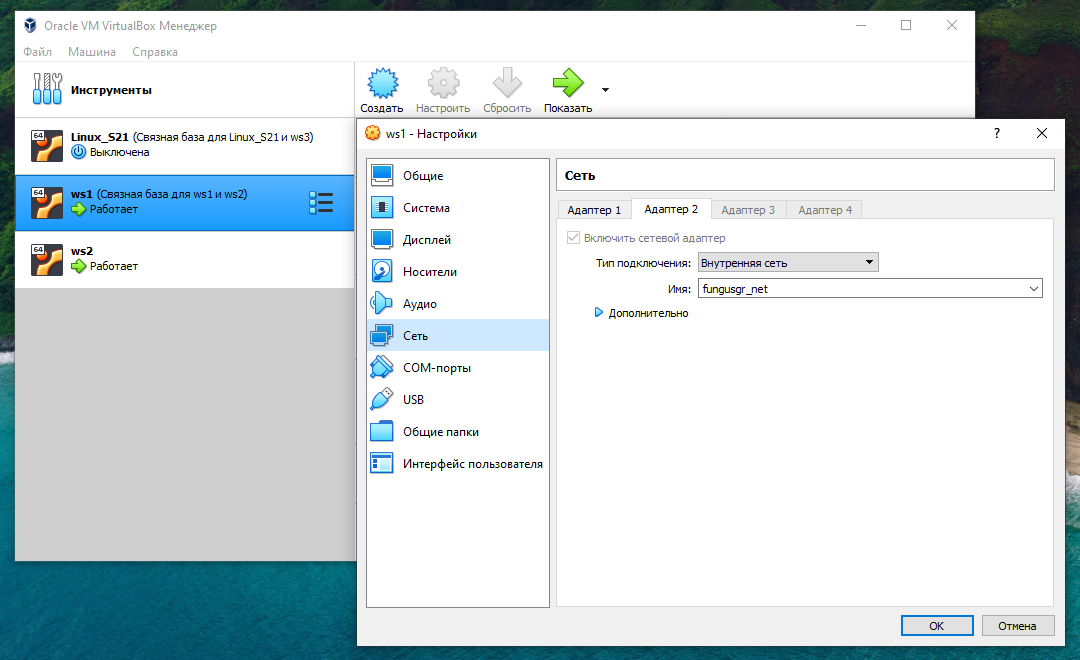 Oracle VM VirtualBox Менеджер
Файл Машина Справка
Инструменты
Создать Настроить Сбросить Показать
64 Linux_S21 (Связная база для Linux_S21 и ws3)
Выключена
64 ws1 (Связная база для ws1 и ws2)
Работает
64 ws2
Работает
ws1 - Настройки ?
Общие
Система
Дисплей
Носители
Аудио
Сеть
COM-порты
USB
Общие папки
Интерфейс пользователя
Сеть
Адаптер 1 Адаптер 2 Адаптер 3 Адаптер 4
Включить сетевой адаптер
Тип подключения: Внутренняя сеть
Имя: fungusgr_net
Дополнительно
OK Отмена